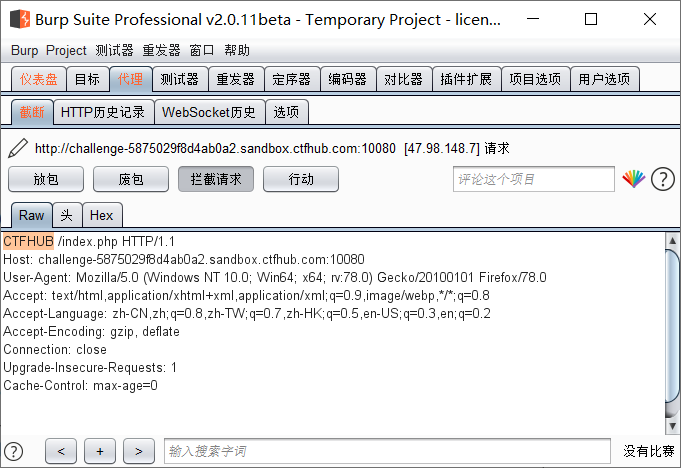 Burp Suite Professional v2.0.11beta - Temporary Project - licen...
Burp Project 测试器 重发器 窗口 帮助
仪表盘 目标 代理 测试器 重发器 定序器 编码器 对比器 插件扩展 项目选项 用户选项
截断 HTTP历史记录 WebSocket历史 选项
http://challenge-5875029f8d4ab0a2.sandbox.ctfhub.com:10080 [47.98.148.7] 请求
放包 废包 拦截请求 行动 评论这个项目 ?
Raw 头 Hex
CTFHUB /index.php HTTP/1.1
Host: challenge-5875029f8d4ab0a2.sandbox.ctfhub.com:10080
User-Agent: Mozilla/5.0 (Windows NT 10.0; Win64; x64; rv:78.0) Gecko/20100101 Firefox/78.0
Accept: text/html,application/xhtml+xml,application/xml;q=0.9,image/webp,*/*;q=0.8
Accept-Language: zh-CN,zh;q=0.8,zh-TW;q=0.7,zh-HK;q=0.5,en-US;q=0.3,en;q=0.2
Accept-Encoding: gzip, deflate
Connection: close
Upgrade-Insecure-Requests: 1
Cache-Control: max-age=0
? < + > 输入搜索字词 没有比赛